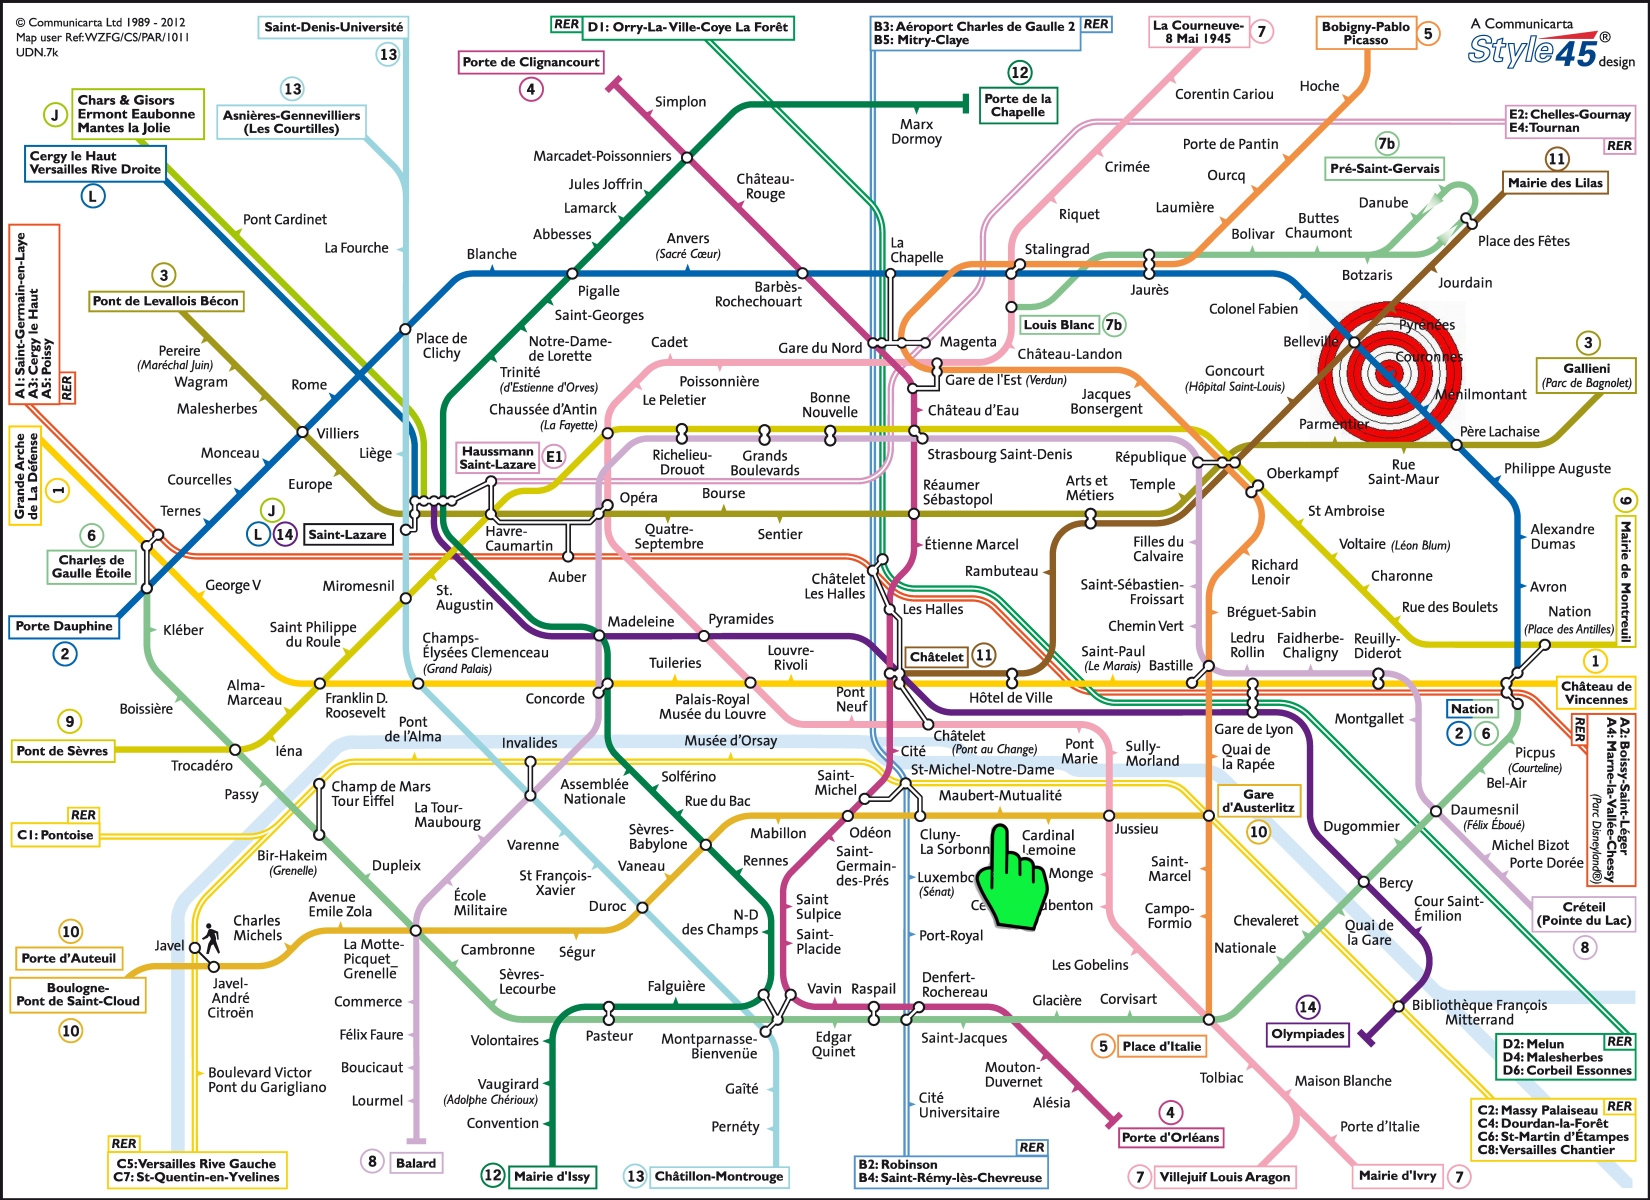 © Communicarta Ltd 1989 - 2012
Map user Ref:WZFG/CS/PAR/1011
UDN.7k
Saint-Denis-Université
13
RER
D1: Orry-La-Ville-Coye La Forêt
B3: Aéroport Charles de Gaulle 2
RER
B5: Mitry-Claye
La Courneuve-
8 Mai 1945
7
Bobigny-Pablo
Picasso
5
A Communicarta
Style45®
design
Porte de Clignancourt
4
12
Porte de la
Chapelle
13
Asnières-Gennevilliers
(Les Courtilles)
J
Chars & Gisors
Ermont Eaubonne
Mantes la Jolie
Cergy le Haut
Versailles Rive Droite
L
Simplon
Marx
Dormoy
Corentin Cariou
Hoche
E2: Chelles-Gournay
E4: Tournan
RER
7b
Pré-Saint-Gervais
11
Mairie des Lilas
Porte de Pantin
Crimée
Ourcq
Marcadet-Poissonniers
Château-
Rouge
Jules Joffrin
Lamarck
Abbesses
Riquet
Laumière
Danube
Buttes
Chaumont
Bolivar
Place des Fêtes
Pont Cardinet
La Fourche
Blanche
Anvers
(Sacré Cœur)
La
Chapelle
Stalingrad
Botzaris
Jourdain
A1: Saint-Germain-en-Laye
A3: Cergy le Haut
A5: Poissy
RER
3
Pont de Levallois Bécon
Pigalle
Barbès-
Rochechouart
Jaurès
Colonel Fabien
Saint-Georges
Louis Blanc
7b
Pyrénées
Place de
Clichy
Notre-Dame-
de Lorette
Cadet
Gare du Nord
Magenta
Belleville
3
Gallieni
(Parc de Bagnolet)
Pereire
(Maréchal Juin)
Château-Landon
Couronnes
Wagram
Rome
Trinité
(d'Estienne d'Orves)
Poissonnière
Gare de l'Est (Verdun)
Goncourt
(Hôpital Saint-Louis)
Malesherbes
Le Peletier
Bonne
Nouvelle
Jacques
Bonsergent
Ménilmontant
Chaussée d'Antin
(La Fayette)
Château d'Eau
Parmentier
Père Lachaise
Villiers
Grande Arche
de La Défense
1
Monceau
Liège
Haussmann
Saint-Lazare
E1
Richelieu-
Drouot
Grands
Boulevards
Strasbourg Saint-Denis
République
Oberkampf
Rue
Saint-Maur
Philippe Auguste
Courcelles
Europe
Opéra
Bourse
Réaumer
Sébastopol
Arts et
Métiers
Temple
Ternes
J
L
14
Saint-Lazare
Havre-
Caumartin
Quatre-
Septembre
Sentier
St Ambroise
9
Mairie de Montreuil
6
Charles de
Gaulle Étoile
Étienne Marcel
Filles du
Calvaire
Voltaire (Léon Blum)
Alexandre
Dumas
Auber
Châtelet
Les Halles
Rambuteau
Richard
Lenoir
Charonne
George V
Miromesnil
St.
Augustin
Saint-Sébastien-
Froissart
Avron
Rue des Boulets
Les Halles
Bréguet-Sabin
Nation
(Place des Antilles)
Porte Dauphine
2
Kléber
Saint Philippe
du Roule
Champs-
Élysées Clemenceau
(Grand Palais)
Madeleine
Pyramides
Chemin Vert
Ledru
Rollin
Faidherbe-
Chaligny
Reuilly-
Diderot
Louvre-
Rivoli
Châtelet
11
Saint-Paul
(Le Marais)
Bastille
1
Château de
Vincennes
Tuileries
Alma-
Marceau
Franklin D.
Roosevelt
Concorde
Palais-Royal
Musée du Louvre
Pont
Neuf
Hôtel de Ville
Boissière
Montgallet
Nation
2
6
RER
A2: Boissy-Saint-Léger
A4: Marne-la-Vallée-Chessy
(Parc Disneyland®)
9
Pont de Sèvres
Iéna
Pont
de l'Alma
Invalides
Musée d'Orsay
Châtelet
(Pont au Change)
Gare de Lyon
Trocadéro
Cité
Pont
Marie
Sully-
Morland
Quai de
la Rapée
Picpus
(Courteline)
Passy
Champ de Mars
Tour Eiffel
Assemblée
Nationale
Solférino
Saint-
Michel
St-Michel-Notre-Dame
Bel-Air
Rue du Bac
Maubert-Mutualité
Gare
d'Austerlitz
10
La Tour-
Maubourg
Daumesnil
(Félix Éboué)
RER
C1: Pontoise
Sèvres-
Babylone
Mabillon
Odéon
Cluny-
La Sorbonn
Cardinal
Lemoine
Jussieu
Dugommier
Bir-Hakeim
(Grenelle)
Varenne
Michel Bizot
Dupleix
Vaneau
Rennes
Saint-
Germain-
des-Prés
Luxembo
(Sénat)
Monge
Saint-
Marcel
Porte Dorée
St François-
Xavier
Bercy
École
Militaire
Avenue
Emile Zola
Duroc
N-D
des Champs
Saint
Sulpice
Ce
ubenton
Campo-
Formio
Cour Saint-
Émilion
Créteil
(Pointe du Lac)
8
10
Charles
Michels
Porte d'Auteuil
Javel
Saint-
Placide
Port-Royal
Chevaleret
Quai de
la Gare
La Motte-
Picquet
Grenelle
Cambronne
Ségur
Nationale
Boulogne-
Pont de Saint-Cloud
10
Javel-
André
Citroën
Sèvres-
Lecourbe
Falguière
Vavin
Raspail
Denfert-
Rochereau
Les Gobelins
Commerce
Glacière
Corvisart
14
Olympiades
Bibliothèque François
Mitterrand
Félix Faure
Volontaires
Pasteur
Montparnasse-
Bienvenüe
Edgar
Quinet
Saint-Jacques
5
Place d'Italie
D2: Melun
RER
D4: Malesherbes
D6: Corbeil Essonnes
Boucicaut
Boulevard Victor
Pont du Garigliano
Vaugirard
(Adolphe Chérioux)
Gaîté
Mouton-
Duvernet
Tolbiac
Maison Blanche
Lourmel
Cité
Universitaire
Alésia
C2: Massy Palaiseau
RER
C4: Dourdan-la-Forêt
C6: St-Martin d'Étampes
C8: Versailles Chantier
Convention
Pernéty
4
Porte d'Orléans
Porte d'Italie
RER
C5: Versailles Rive Gauche
C7: St-Quentin-en-Yvelines
8
Balard
12
Mairie d'Issy
13
Châtillon-Montrouge
RER
B2: Robinson
B4: Saint-Rémy-lès-Chevreuse
7
Villejuif Louis Aragon
Mairie d'Ivry
7